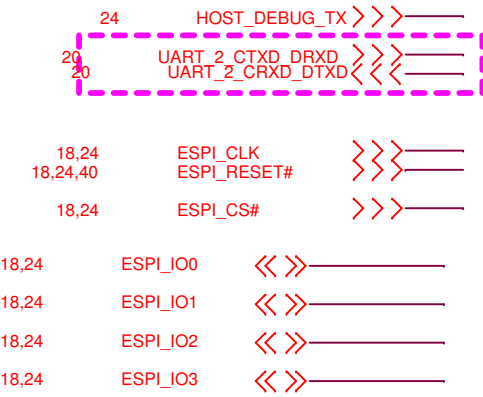 24 HOST_DEBUG_TX
20 UART_2_CTXD_DRXD
20 UART_2_CRXD_DTXD
18,24 ESPI_CLK
18,24,40 ESPI_RESET#
18,24 ESPI_CS#
18,24 ESPI_IO0
18,24 ESPI_IO1
18,24 ESPI_IO2
18,24 ESPI_IO3